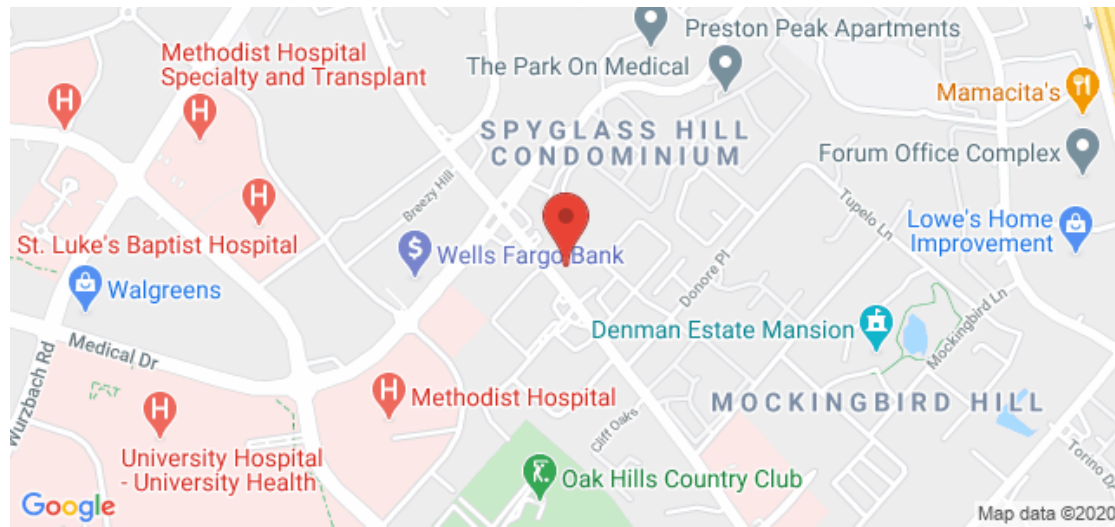 Preston Peak Apartments
Methodist Hospital
Specialty and Transplant
The Park On Medical
Mamacita's
SPYGLASS HILL
CONDOMINIUM
Forum Office Complex
Breezy Hill
Tupelo Ln
Lowe's Home
Improvement
St. Luke's Baptist Hospital
Wells Fargo Bank
Donore Pl
Walgreens
Denman Estate Mansion
Mockingbird Ln
Medical Dr
Wurzbach Rd
Methodist Hospital
MOCKINGBIRD HILL
Cliff Oaks
University Hospital
- University Health
Oak Hills Country Club
Torino D
Google
Map data ©2020
H
H
H
H
H
$